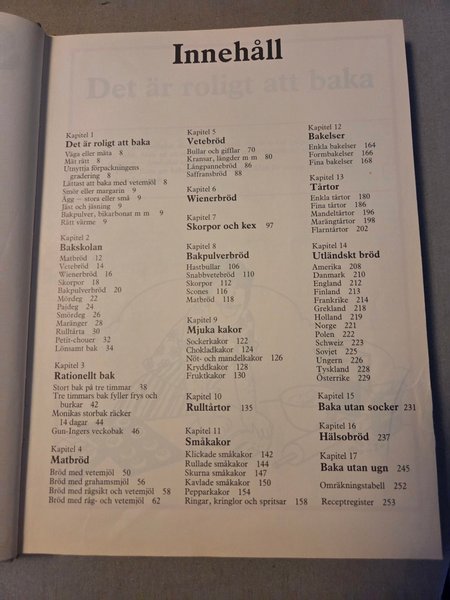 Innehåll
Det är roligt att baka
Kapitel 1
Det är roligt att baka
Väga eller mäta 8
Mät rätt 8
Utnyttja förpackningens
gradering 8
Lättast att baka med vetemjöl 8
Smör eller margarin 8
Ägg – stora eller små 9
Jäst och jäsning 9
Bakpulver, bikarbonat m m 9
Rätt värme 9
Kapitel 2
Bakskolan
Matbröd 12
Vetebröd 14
Wienerbröd 16
Skorpor 18
Bakpulverbröd 20
Mördeg 22
Pajdeg 24
Smördeg 26
Maränger 28
Rulltårta 30
Petit-chouer 32
Lönsamt bak 34
Kapitel 3
Rationellt bak
Stort bak på tre timmar 38
Tre timmars bak fyller frys och
burkar 42
Monikas storbak räcker
14 dagar 44
Gun-Ingers veckobak 46
Kapitel 4
Matbröd
Bröd med vetemjöl 50
Bröd med grahamsmjöl 56
Bröd med rågsikt och vetemjöl 58
Bröd med råg- och vetemjöl 62
Kapitel 5
Vetebröd
Bullar och gifflar 70
Kransar, längder m m 80
Långpannebröd 86
Saffransbröd 88
Kapitel 6
Wienerbröd
Kapitel 7
Skorpor och kex 97
Kapitel 8
Bakpulverbröd
Hastbullar 106
Snabbvetebröd 110
Skorpor 112
Scones 116
Matbröd 118
Kapitel 9
Mjuka kakor
Sockerkakor 122
Chokladkakor 124
Nöt- och mandelkakor 126
Kryddkakor 128
Fruktkakor 130
Kapitel 10
Rulltårtor 135
Kapitel 11
Småkakor
Klickade småkakor 142
Rullade småkakor 144
Skurna småkakor 147
Kavlade småkakor 150
Pepparkakor 154
Ringar, kringlor och spritsar 158
Kapitel 12
Bakelser
Enkla bakelser 164
Formbakelser 166
Fina bakelser 168
Kapitel 13
Tårtor
Enkla tårtor 180
Fina tårtor 186
Mandeltårtor 196
Marängtårtor 198
Flarntårtor 202
Kapitel 14
Utländskt bröd
Amerika 208
Danmark 210
England 212
Finland 213
Frankrike 214
Grekland 218
Holland 219
Norge 221
Polen 222
Schweiz 223
Sovjet 225
Ungern 226
Tyskland 228
Österrike 229
Kapitel 15
Baka utan socker 231
Kapitel 16
Hälsobröd 237
Kapitel 17
Baka utan ugn 245
Omräkningstabell 252
Receptregister 253